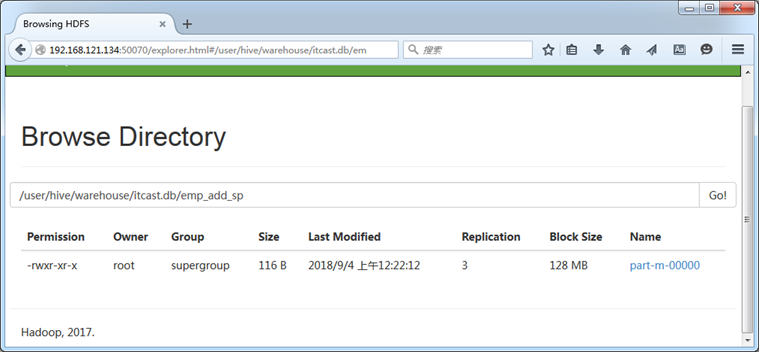 Browsing HDFS
192.168.121.134:50070/explorer.html#/user/hive/warehouse/itcast.db/em
搜索
Browse Directory
/user/hive/warehouse/itcast.db/emp_add_sp Go!
Permission Owner Group Size Last Modified Replication Block Size Name
-rwxr-xr-x root supergroup 116 B 2018/9/4 上午12:22:12 3 128 MB part-m-00000
Hadoop, 2017.